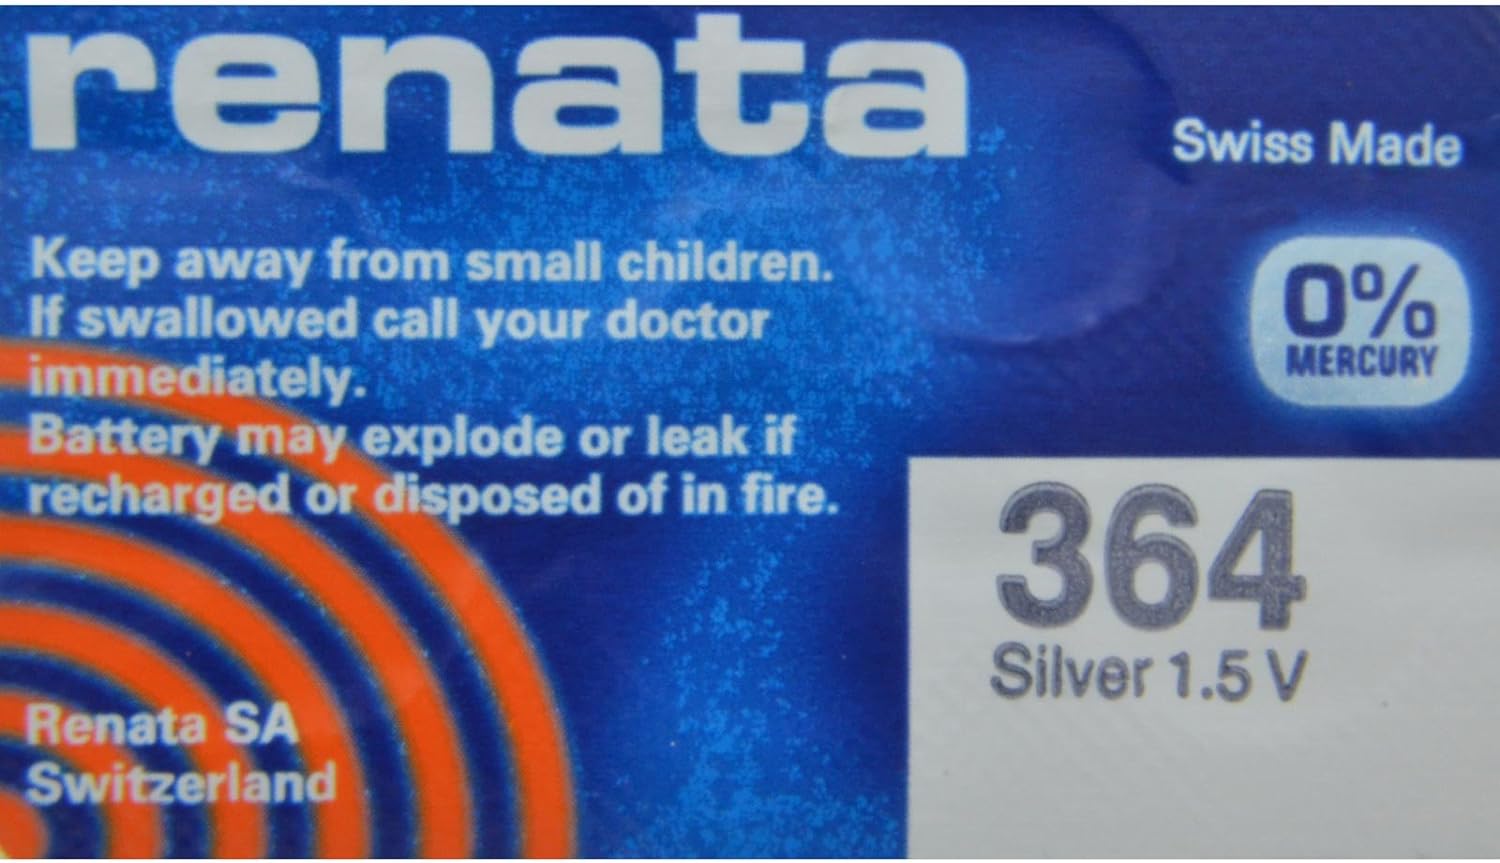 renata
Swiss Made
Keep away from small children.
If swallowed call your doctor
immediately.
Battery may explode or leak if
recharged or disposed of in fire.
0%
MERCURY
364
Silver 1.5 V
Renata SA
Switzerland